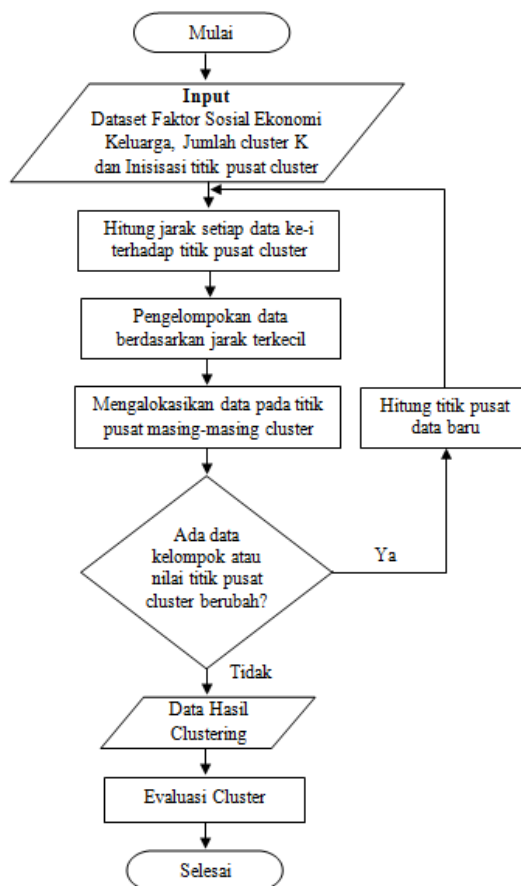 Mulai
Input
Dataset Faktor Sosial Ekonomi
Keluarga, Jumlah cluster K
dan Inisisasi titik pusat cluster
Hitung jarak setiap data ke-i
terhadap titik pusat cluster
Pengelompokan data
berdasarkan jarak terkecil
Mengalokasikan data pada titik
pusat masing-masing cluster
Hitung titik pusat
data baru
Ada data
kelompok atau
nilai titik pusat
cluster berubah?
Ya
Tidak
Data Hasil
Clustering
Evaluasi Cluster
Selesai